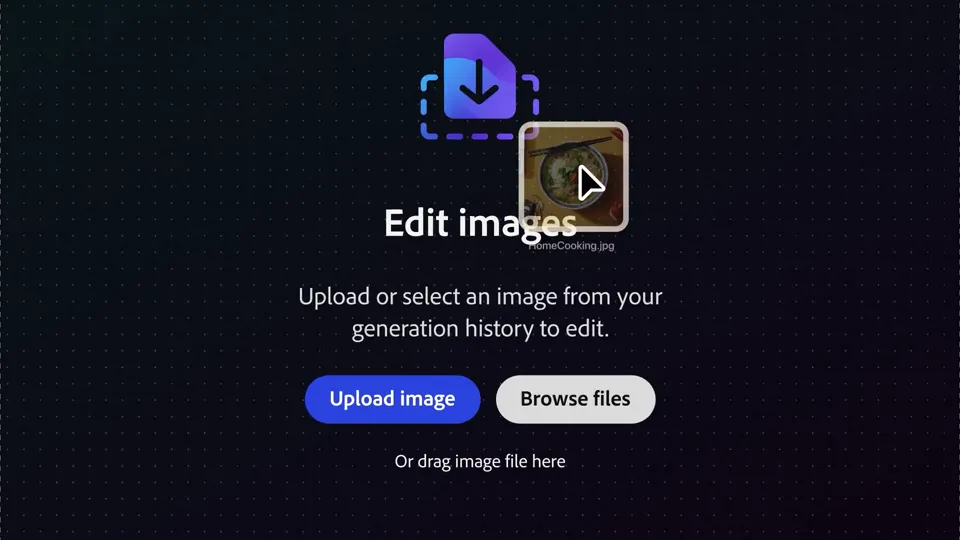 Edit images
HomeCooking.jpg
Upload or select an image from your
generation history to edit.
Upload image
Browse files
Or drag image file here